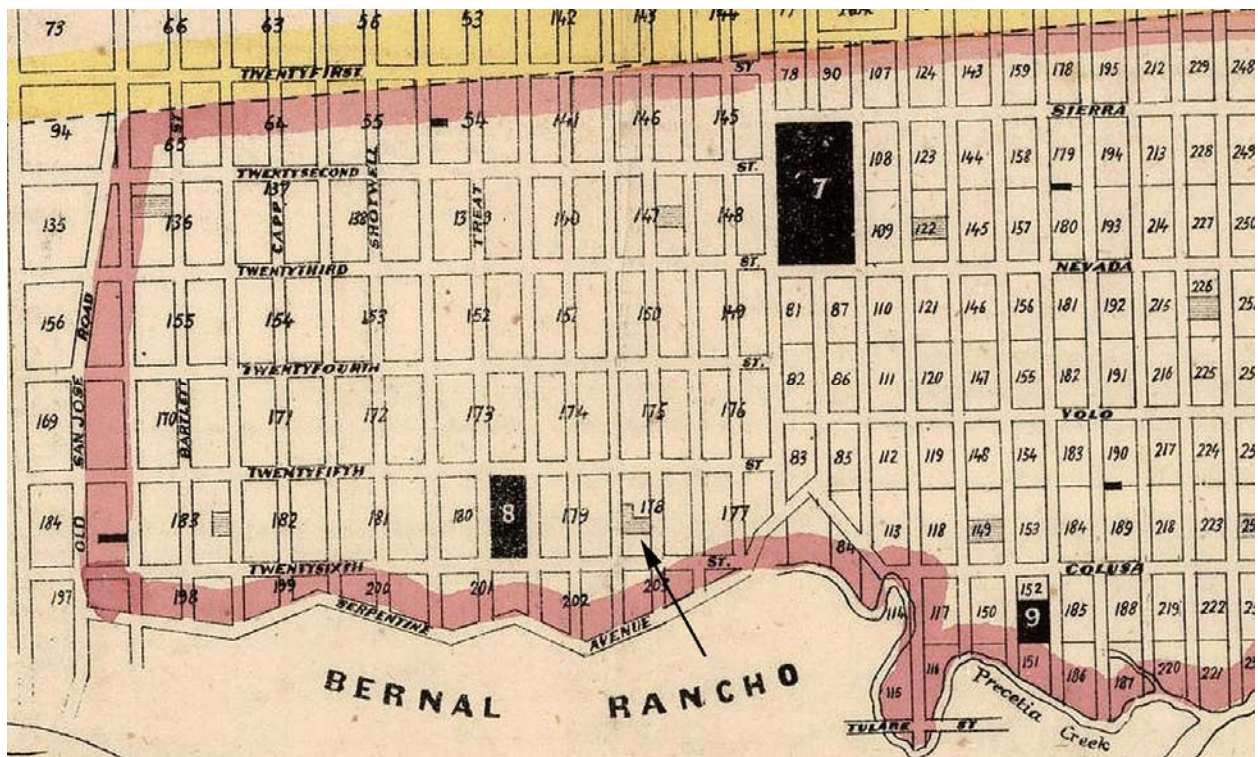 73 66 63 56 53 142 143 144 77 Park
TWENTYFIRST ST
78 90 107 124 143 159 178 195 212 229 248
SIERRA
94 65 ST 64 55 54 141 146 145
108 123 144 158 179 194 213 228 249
TWENTYSECOND ST.
7
135 136 137 CAPP 138 SHOTWELL 139 TREAT 140 147 148
109 122 145 157 180 193 214 227 250
TWENTYTHIRD ST.
NEVADA
156 ROAD 155 154 153 152 151 150 149
81 87 110 121 146 156 181 192 215 226
TWENTYFOURTH ST.
82 86 111 120 147 155 182 191 216 225
169 OLD SAN JOSE 170 BARTLETT 171 172 173 174 175 176
YOLO
TWENTYFIFTH ST
83 85 112 119 148 154 183 190 217 224
184 183 182 181 180 8 179 178 177
113 118 149 153 184 189 218 223
84
TWENTYSIXTH ST.
COLUSA
197 198 199 200 201 202 203
114 117 150 152 9 185 188 219 222
SERPENTINE AVENUE
115 116 151 186 187 220 221
BERNAL RANCHO
Precetia Creek
TULARE ST